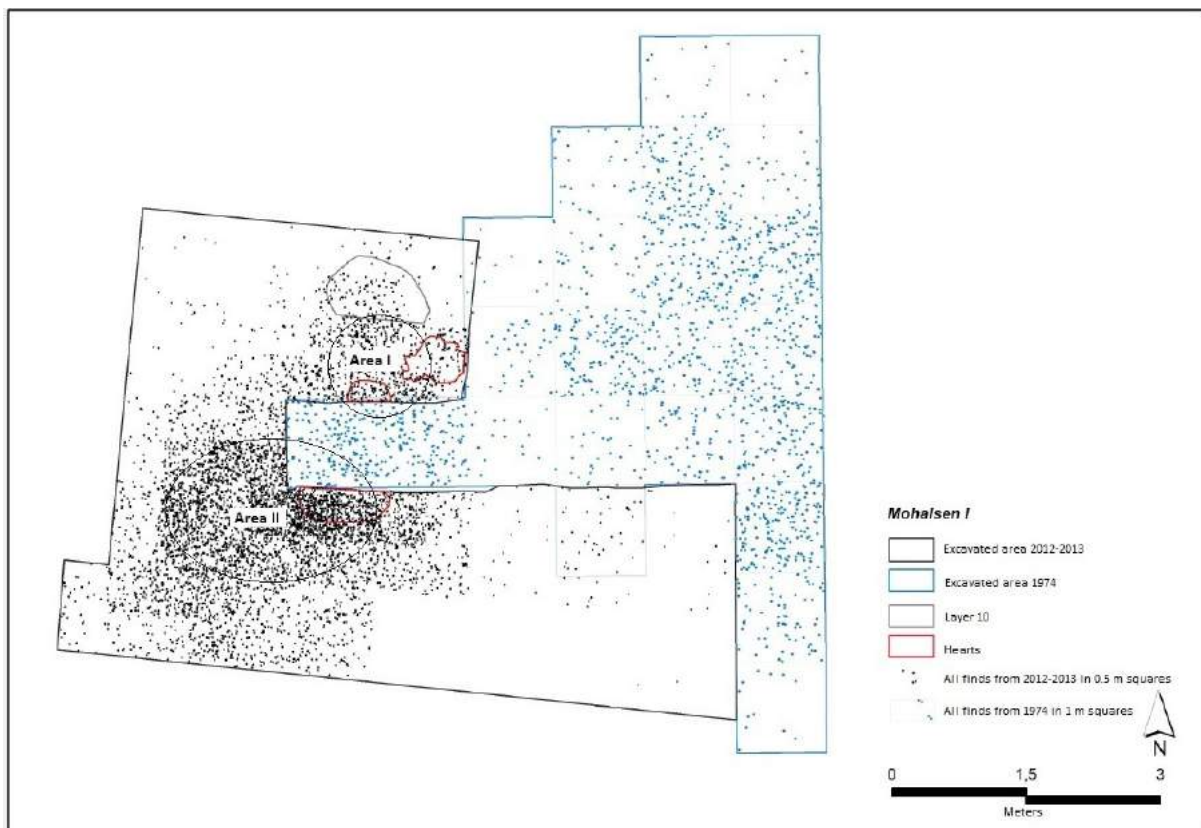 Area I
Area II
Mohalsen I
Excavated area 2012-2013
Excavated area 1974
Layer 10
Hearts
All finds from 2012-2013 in 0.5 m squares
All finds from 1974 in 1 m squares
N
0 1,5 3
Meters